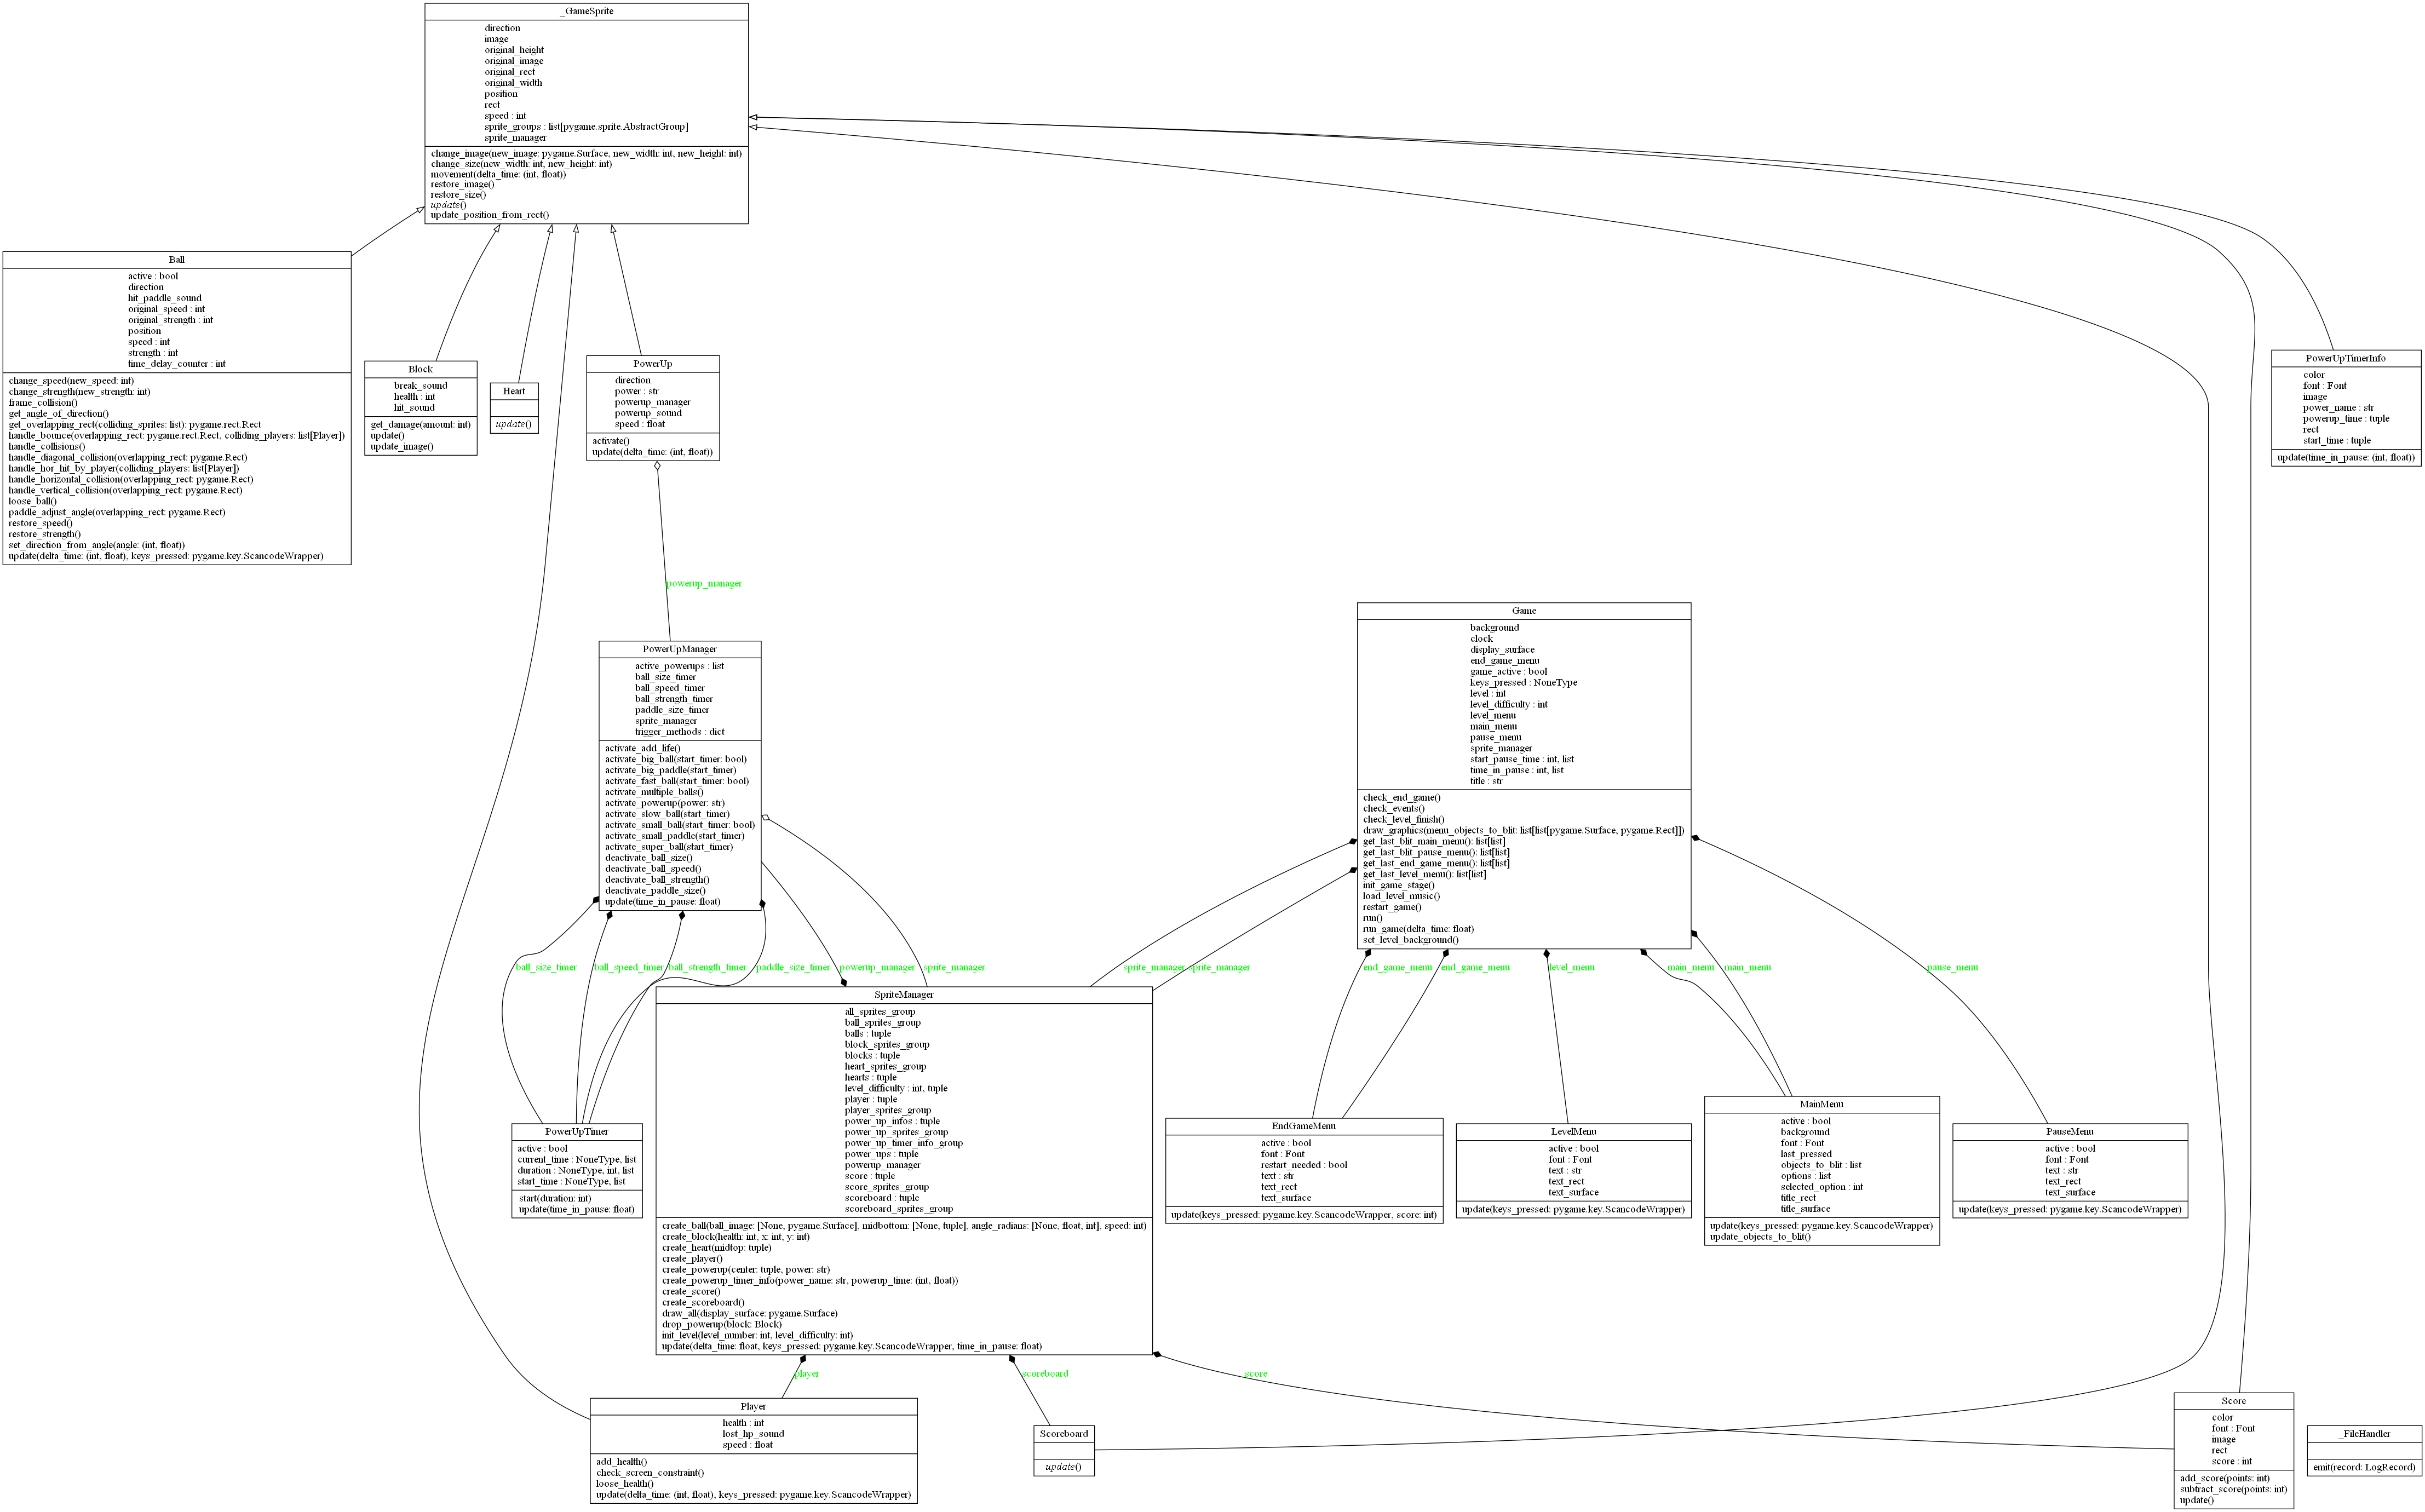 _GameSprite
direction
image
original_height
original_image
original_rect
original_width
position
rect
speed : int
sprite_groups : list[pygame.sprite.AbstractGroup]
sprite_manager
change_image(new_image: pygame.Surface, new_width: int, new_height: int)
change_size(new_width: int, new_height: int)
movement(delta_time: (int, float))
restore_image()
restore_size()
update()
update_position_from_rect()
Ball
active : bool
direction
hit_paddle_sound
original_speed : int
original_strength : int
position
speed : int
strength : int
time_delay_counter : int
change_speed(new_speed: int)
change_strength(new_strength: int)
frame_collision()
get_angle_of_direction()
get_overlapping_rect(colliding_sprites: list): pygame.rect.Rect
handle_bounce(overlapping_rect: pygame.rect.Rect, colliding_players: list[Player])
handle_collisions()
handle_diagonal_collision(overlapping_rect: pygame.Rect)
handle_hor_hit_by_player(colliding_players: list[Player])
handle_horizontal_collision(overlapping_rect: pygame.Rect)
handle_vertical_collision(overlapping_rect: pygame.Rect)
loose_ball()
paddle_adjust_angle(overlapping_rect: pygame.Rect)
restore_speed()
restore_strength()
set_direction_from_angle(angle: (int, float))
update(delta_time: (int, float), keys_pressed: pygame.key.ScancodeWrapper)
Block
break_sound
health : int
hit_sound
get_damage(amount: int)
update()
update_image()
Heart
update()
PowerUp
direction
power : str
powerup_manager
powerup_sound
speed : float
activate()
update(delta_time: (int, float))
PowerUpTimerInfo
color
font : Font
image
power_name : str
powerup_time : tuple
rect
start_time : tuple
update(time_in_pause: (int, float))
powerup_manager
PowerUpManager
active_powerups : list
ball_size_timer
ball_speed_timer
ball_strength_timer
paddle_size_timer
sprite_manager
trigger_methods : dict
activate_add_life()
activate_big_ball(start_timer: bool)
activate_big_paddle(start_timer)
activate_fast_ball(start_timer: bool)
activate_multiple_balls()
activate_powerup(power: str)
activate_slow_ball(start_timer)
activate_small_ball(start_timer: bool)
activate_small_paddle(start_timer)
activate_super_ball(start_timer)
deactivate_ball_size()
deactivate_ball_speed()
deactivate_ball_strength()
deactivate_paddle_size()
update(time_in_pause: float)
Game
background
clock
display_surface
end_game_menu
game_active : bool
keys_pressed : NoneType
level : int
level_difficulty : int
level_menu
main_menu
pause_menu
sprite_manager
start_pause_time : int, list
time_in_pause : int, list
title : str
check_end_game()
check_events()
check_level_finish()
draw_graphics(menu_objects_to_blit: list[list[pygame.Surface, pygame.Rect]])
get_last_blit_main_menu(): list[list]
get_last_blit_pause_menu(): list[list]
get_last_end_game_menu(): list[list]
get_last_level_menu(): list[list]
init_game_stage()
load_level_music()
restart_game()
run()
run_game(delta_time: float)
set_level_background()
ball_size_timer
ball_speed_timer
ball_strength_timer
paddle_size_timer
powerup_manager
sprite_manager
sprite_manager
sprite_manager
end_game_menu
end_game_menu
level_menu
main_menu
main_menu
pause_menu
PowerUpTimer
active : bool
current_time : NoneType, list
duration : NoneType, int, list
start_time : NoneType, list
start(duration: int)
update(time_in_pause: float)
SpriteManager
all_sprites_group
ball_sprites_group
balls : tuple
block_sprites_group
blocks : tuple
heart_sprites_group
hearts : tuple
level_difficulty : int, tuple
player : tuple
player_sprites_group
power_up_infos : tuple
power_up_sprites_group
power_up_timer_info_group
power_ups : tuple
powerup_manager
score : tuple
score_sprites_group
scoreboard : tuple
scoreboard_sprites_group
create_ball(ball_image: [None, pygame.Surface], midbottom: [None, tuple], angle_radians: [None, float, int], speed: int)
create_block(health: int, x: int, y: int)
create_heart(midtop: tuple)
create_player()
create_powerup(center: tuple, power: str)
create_powerup_timer_info(power_name: str, powerup_time: (int, float))
create_score()
create_scoreboard()
draw_all(display_surface: pygame.Surface)
drop_powerup(block: Block)
init_level(level_number: int, level_difficulty: int)
update(delta_time: float, keys_pressed: pygame.key.ScancodeWrapper, time_in_pause: float)
EndGameMenu
active : bool
font : Font
restart_needed : bool
text : str
text_rect
text_surface
update(keys_pressed: pygame.key.ScancodeWrapper, score: int)
LevelMenu
active : bool
font : Font
text : str
text_rect
text_surface
update(keys_pressed: pygame.key.ScancodeWrapper)
MainMenu
active : bool
background
font : Font
last_pressed
objects_to_blit : list
options : list
selected_option : int
title_rect
title_surface
update(keys_pressed: pygame.key.ScancodeWrapper)
update_objects_to_blit()
PauseMenu
active : bool
font : Font
text : str
text_rect
text_surface
update(keys_pressed: pygame.key.ScancodeWrapper)
player
scoreboard
score
Player
health : int
lost_hp_sound
speed : float
add_health()
check_screen_constraint()
loose_health()
update(delta_time: (int, float), keys_pressed: pygame.key.ScancodeWrapper)
Scoreboard
update()
Score
color
font : Font
image
rect
score : int
add_score(points: int)
subtract_score(points: int)
update()
_FileHandler
emit(record: LogRecord)